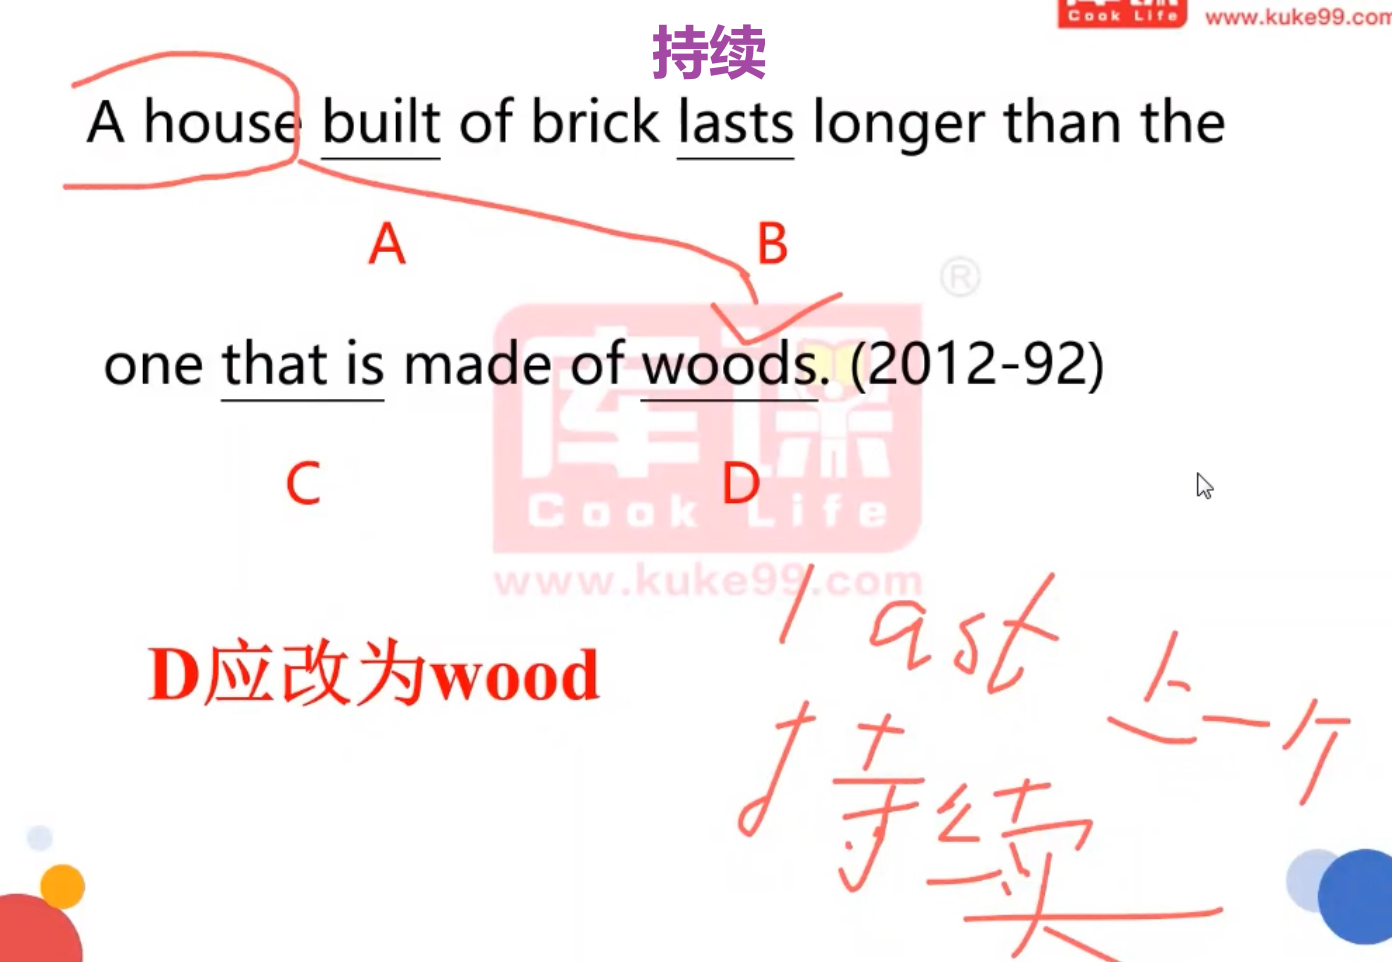 Cook Life www.kuke99.com
持续
A house built of brick lasts longer than the
A B
®
one that is made of woods. (2012-92)
库课
C D
Cook Life
www.kuke99.com
last
D应改为wood
上一个
持续